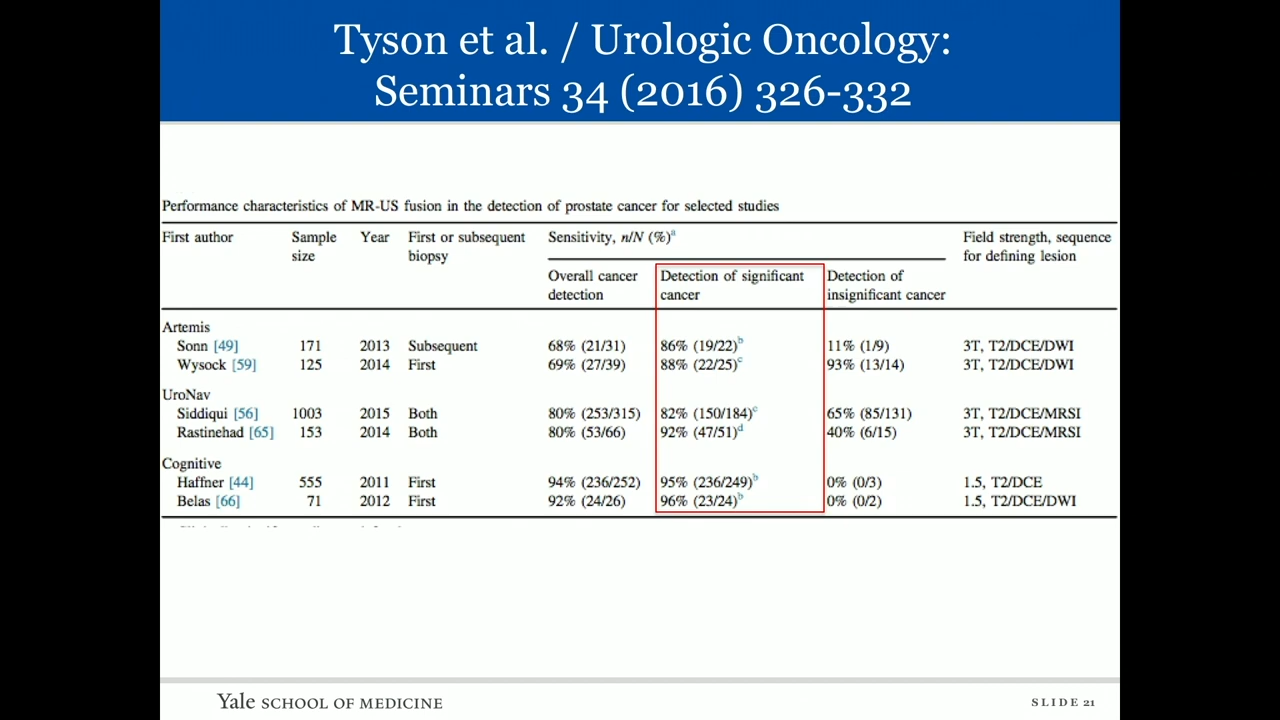 Tyson et al. / Urologic Oncology:
Seminars 34 (2016) 326-332
Performance characteristics of MR-US fusion in the detection of prostate cancer for selected studies
First author Sample size Year First or subsequent biopsy Sensitivity, n/N (%)a Field strength, sequence for defining lesion
Overall cancer detection Detection of significant cancer Detection of insignificant cancer
Artemis
Sonn [49] 171 2013 Subsequent 68% (21/31) 86% (19/22)b 11% (1/9) 3T, T2/DCE/DWI
Wysock [59] 125 2014 First 69% (27/39) 88% (22/25)c 93% (13/14) 3T, T2/DCE/DWI
UroNav
Siddiqui [56] 1003 2015 Both 80% (253/315) 82% (150/184)c 65% (85/131) 3T, T2/DCE/MRSI
Rastinehad [65] 153 2014 Both 80% (53/66) 92% (47/51)d 40% (6/15) 3T, T2/DCE/MRSI
Cognitive
Haffner [44] 555 2011 First 94% (236/252) 95% (236/249)b 0% (0/3) 1.5, T2/DCE
Belas [66] 71 2012 First 92% (24/26) 96% (23/24)b 0% (0/2) 1.5, T2/DCE/DWI
Yale SCHOOL OF MEDICINE
SLIDE 21